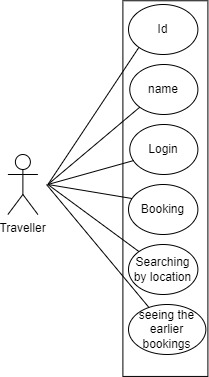 Id
name
Login
Booking
Traveller
Searching
by location
seeing the
earlier
bookings